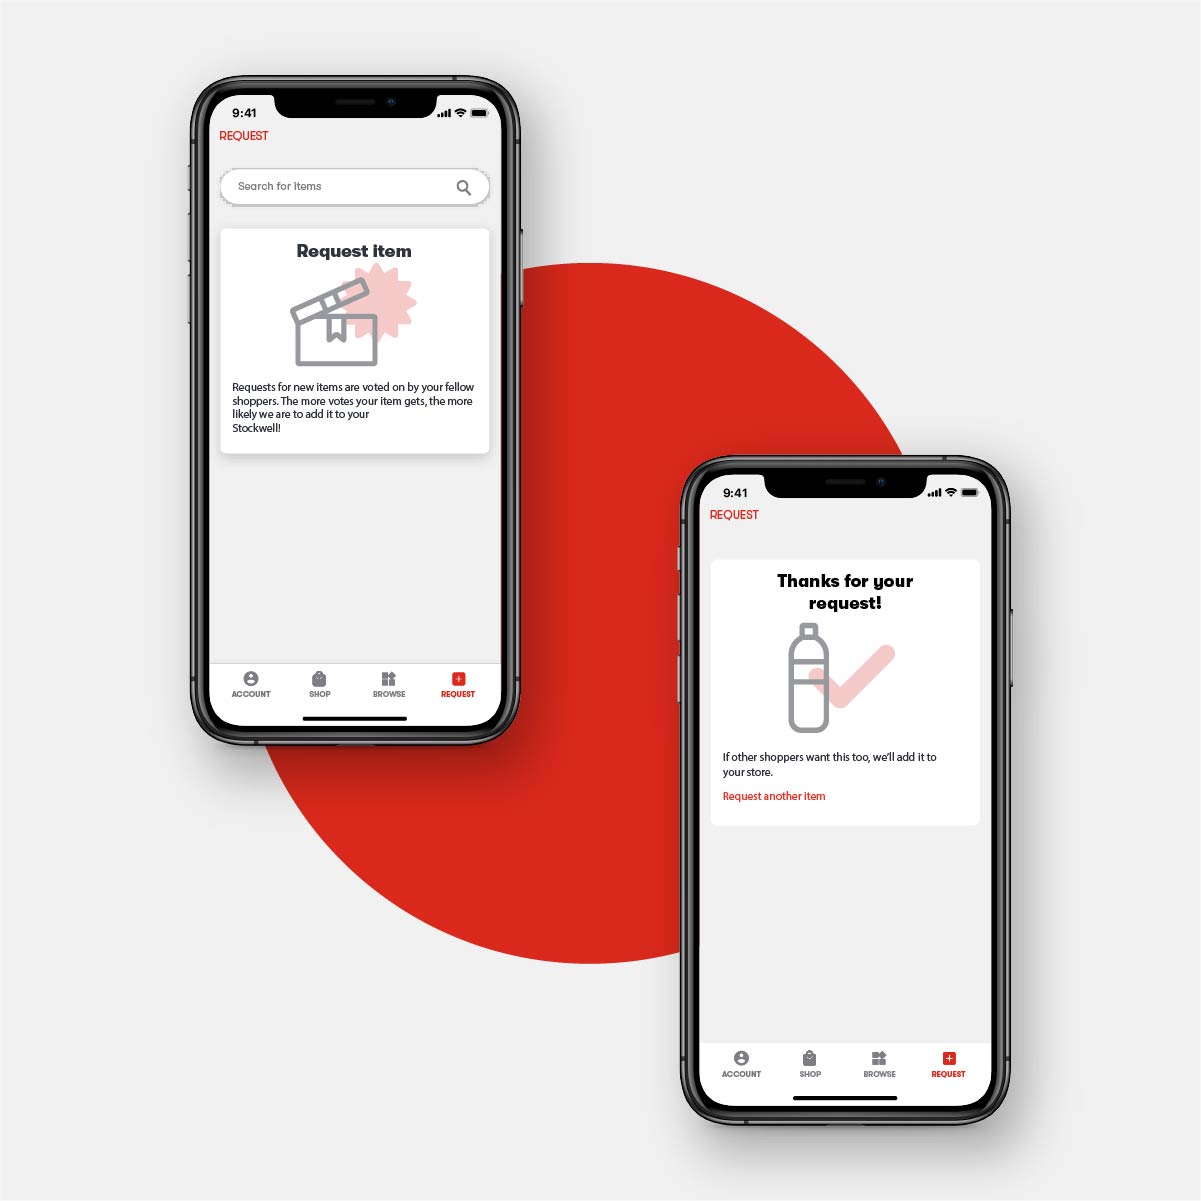 9:41
REQUEST
Search for Items
Request item
Requests for new items are voted on by your fellow
shoppers. The more votes your item gets, the more
likely we are to add it to your
Stockwell!
ACCOUNT SHOP BROWSE REQUEST
9:41
REQUEST
Thanks for your
request!
If other shoppers want this too, we'll add it to
your store.
Request another item
ACCOUNT SHOP BROWSE REQUEST